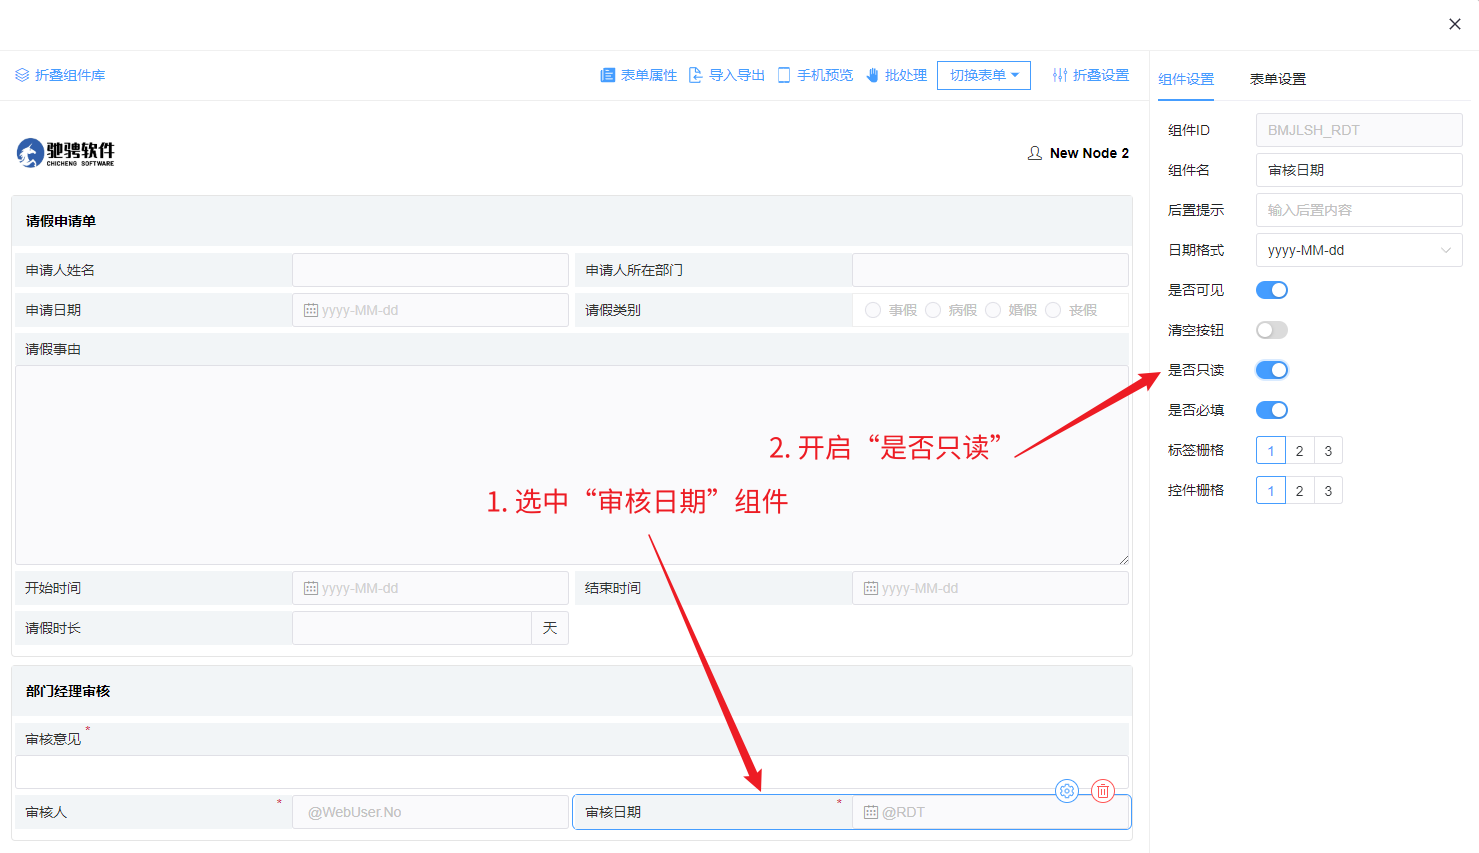 折叠组件库
表单属性 导入导出 手机预览 批处理 切换表单 折叠设置
组件设置 表单设置
驰骋软件
CHICHENG SOFTWARE
New Node 2
请假申请单
申请人姓名 申请人所在部门
申请日期 yyyy-MM-dd 请假类别 事假 病假 婚假 丧假
请假事由
2. 开启“是否只读”
1. 选中“审核日期”组件
开始时间 yyyy-MM-dd 结束时间 yyyy-MM-dd
请假时长 天
部门经理审核
审核意见 *
审核人 * @WebUser.No 审核日期 * @RDT
组件ID BMJLSH_RDT
组件名 审核日期
后置提示 输入后置内容
日期格式 yyyy-MM-dd
是否可见
清空按钮
是否只读
是否必填
标签栅格 1 2 3
控件栅格 1 2 3